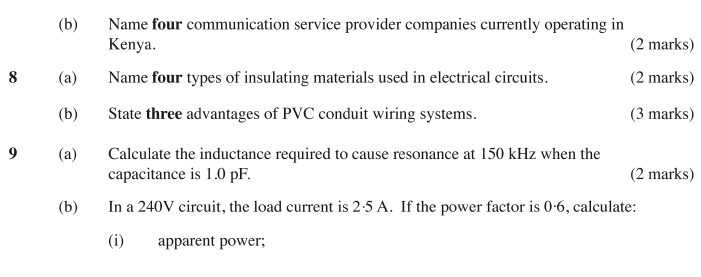 (b) Name four communication service provider companies currently operating in
Kenya. (2 marks)
8 (a) Name four types of insulating materials used in electrical circuits. (2 marks)
(b) State three advantages of PVC conduit wiring systems. (3 marks)
9 (a) Calculate the inductance required to cause resonance at 150 kHz when the
capacitance is 1.0 pF. (2 marks)
(b) In a 240V circuit, the load current is 2·5 A. If the power factor is 0·6, calculate:
(i) apparent power;